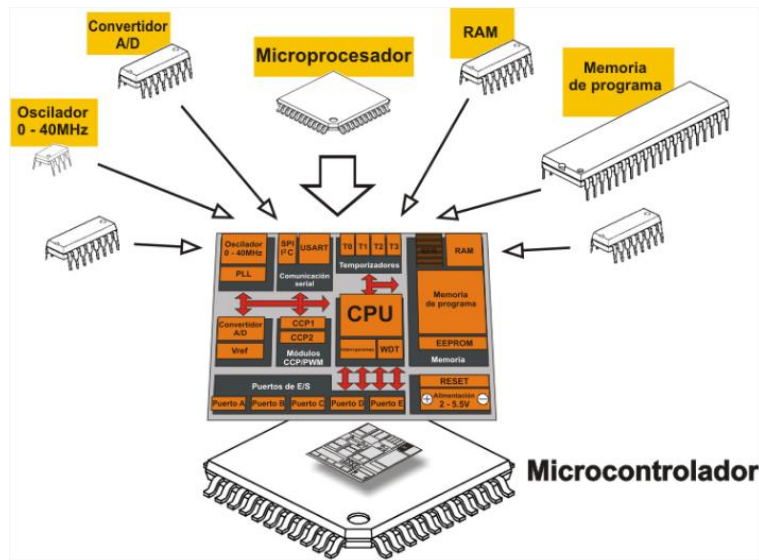 Convertidor
A/D
Microprocesador
RAM
Memoria
de programa
Oscilador
0 - 40MHz
Oscilador
0 - 40MHz
PLL
SPI
I²C
USART
Comunicación
serial
T0 T1 T2 T3
Temporizadores
RAM
Memoria
de programa
EEPROM
Memoria
CPU
WDT
Convertidor
A/D
Vref
CCP1
CCP2
Módulos
CCP/PWM
Puertos de E/S
Puerto A Puerto B Puerto C Puerto D Puerto E
RESET
Alimentación
2 - 5.5V
Microcontrolador